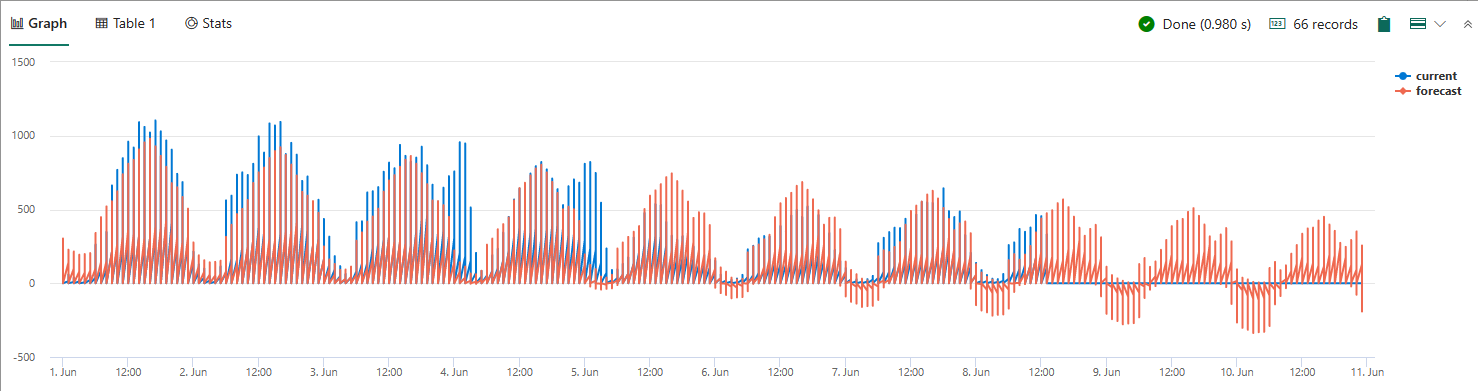 Graph Table 1 Stats Done (0.980 s) 123 66 records
1500
current
forecast
1000
500
0
-500
1. Jun 12:00 2. Jun 12:00 3. Jun 12:00 4. Jun 12:00 5. Jun 12:00 6. Jun 12:00 7. Jun 12:00 8. Jun 12:00 9. Jun 12:00 10. Jun 12:00 11. Jun